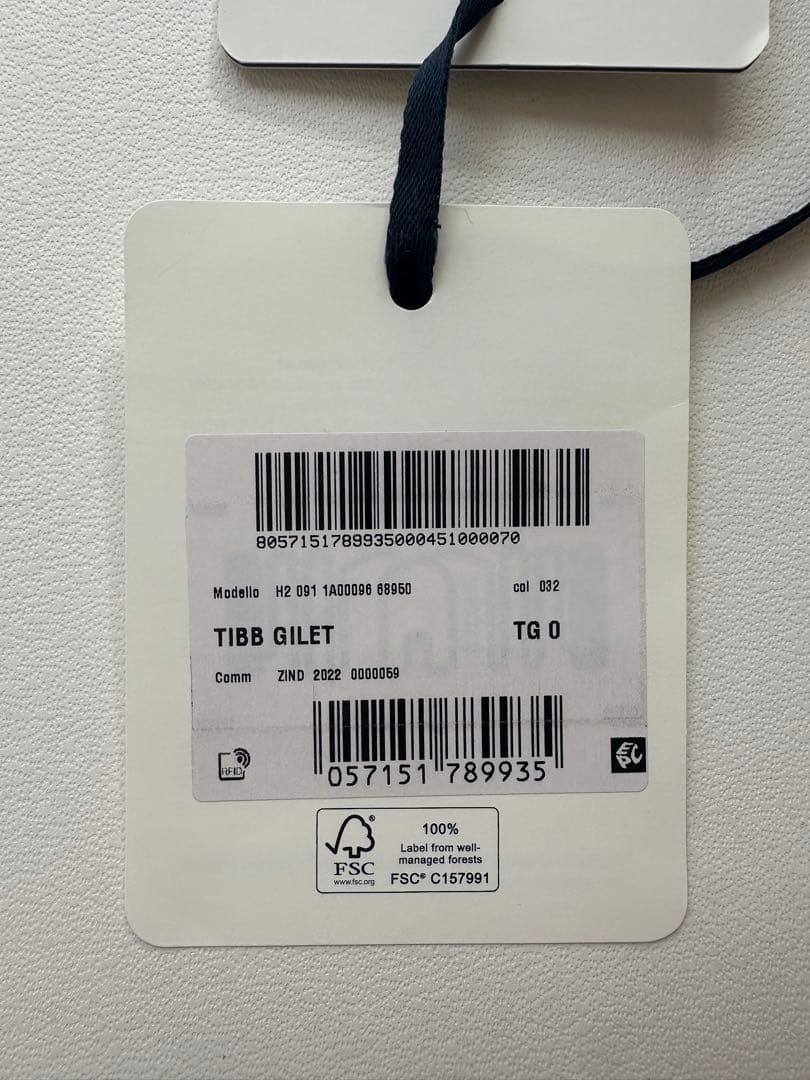 8057151789935000451000070
Modello H2 091 1A00096 68950 col 032
TIBB GILET TG 0
Comm ZIND 2022 0000059
057151 789935
RFID
EPC
FSC®
www.fsc.org
100%
Label from well-
managed forests
FSC® C157991